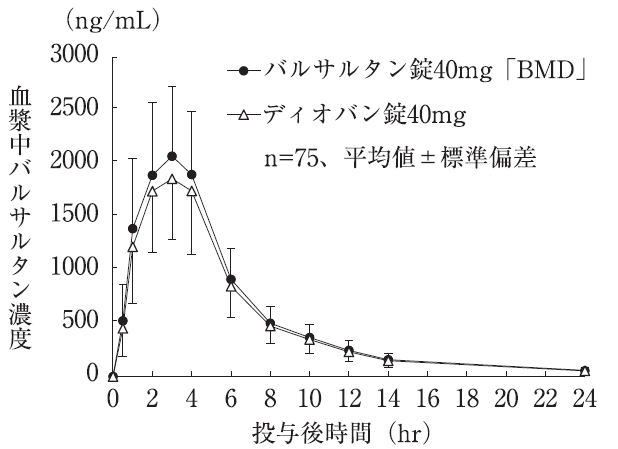 (ng/mL)
3000
2500
2000
1500
1000
500
0
血漿中バルサルタン濃度
バルサルタン錠40mg「BMD」
ディオバン錠40mg
n=75、平均値±標準偏差
0 2 4 6 8 10 12 14 16 18 20 22 24
投与後時間 (hr)